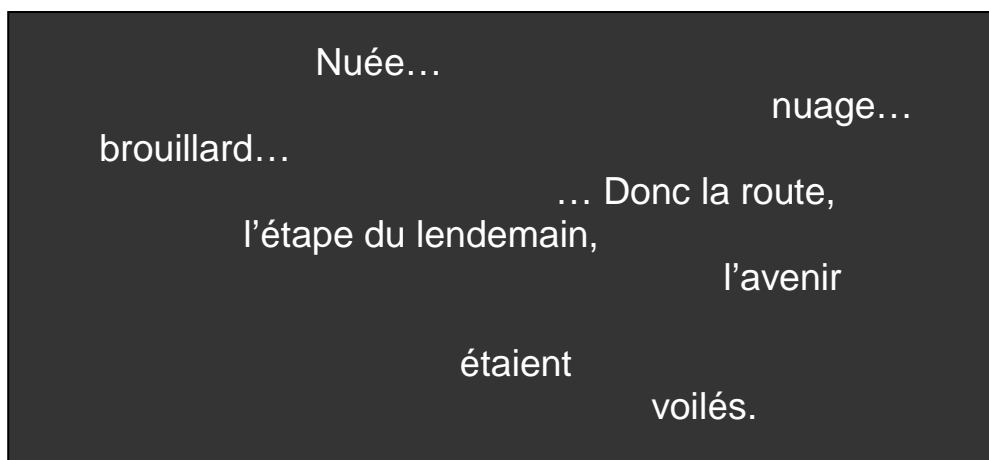 Nuée…
nuage…
brouillard…
… Donc la route,
l’étape du lendemain,
l’avenir
étaient
voilés.